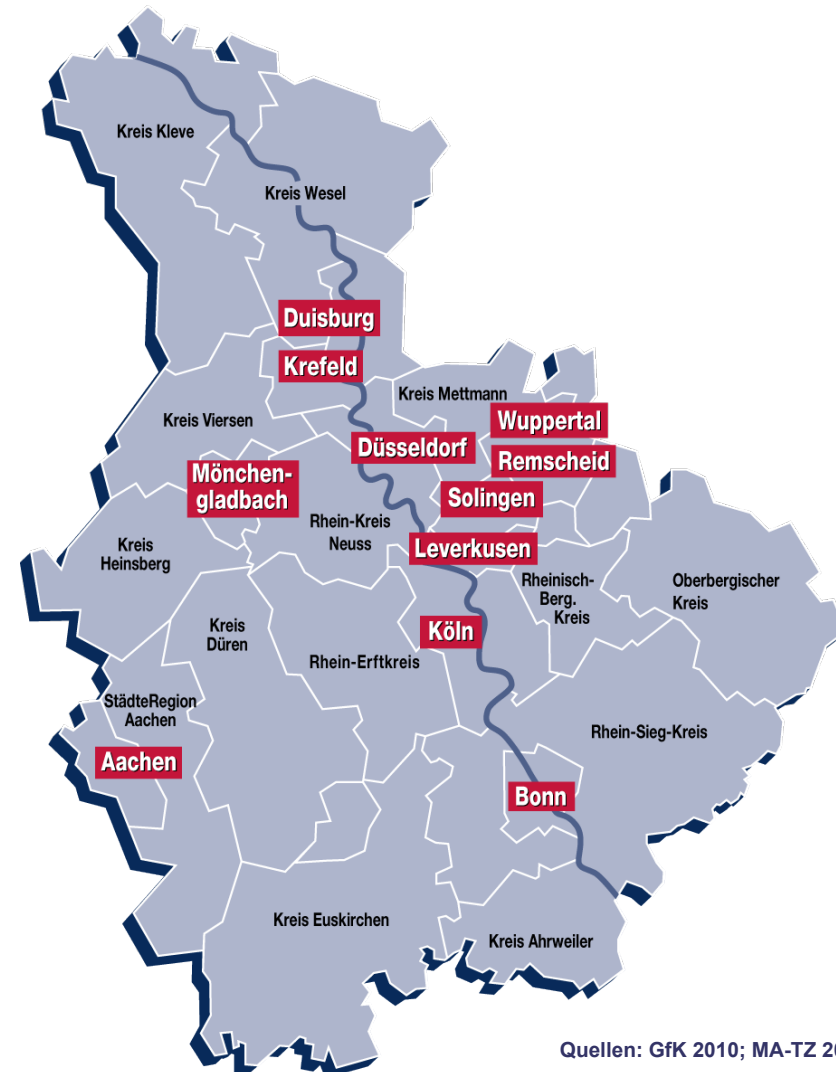 Kreis Kleve
Kreis Wesel
Duisburg
Krefeld
Kreis Mettmann
Kreis Viersen
Wuppertal
Düsseldorf
Remscheid
Mönchen-
gladbach
Solingen
Rhein-Kreis
Neuss
Kreis
Heinsberg
Leverkusen
Rheinisch-
Berg.
Kreis
Oberbergischer
Kreis
Kreis
Düren
Köln
Rhein-Erftkreis
StädteRegion
Aachen
Rhein-Sieg-Kreis
Aachen
Bonn
Kreis Euskirchen
Kreis Ahrweiler
Quellen: GfK 2010; MA-TZ